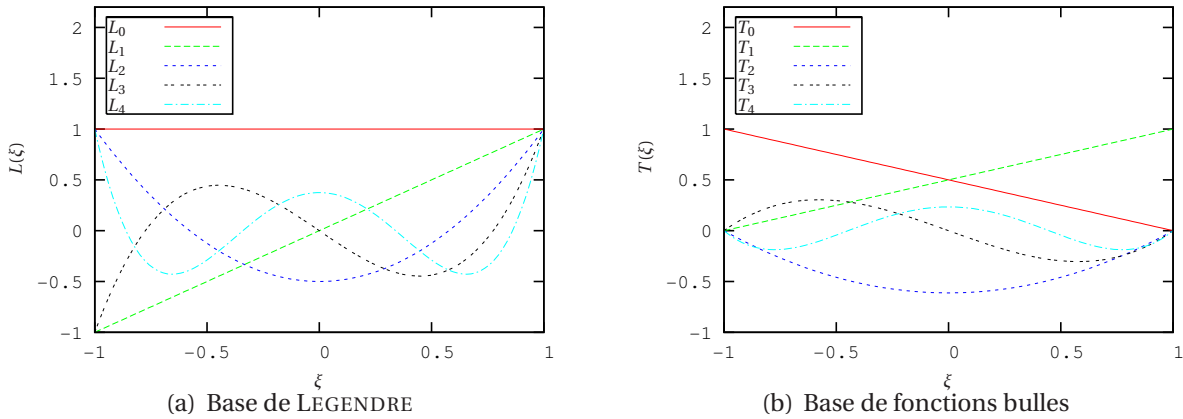 2
1.5
1
0.5
0
-0.5
-1
L(ξ)
L0
L1
L2
L3
L4
-1 -0.5 0 0.5 1
ξ
(a) Base de LEGENDRE
2
1.5
1
0.5
0
-0.5
-1
T(ξ)
T0
T1
T2
T3
T4
-1 -0.5 0 0.5 1
ξ
(b) Base de fonctions bulles